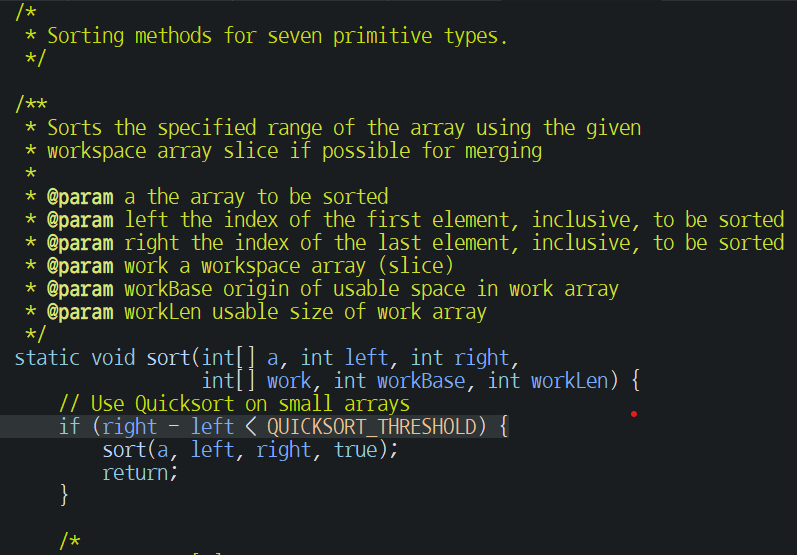 /*
 * Sorting methods for seven primitive types.
 */

/**
 * Sorts the specified range of the array using the given
 * workspace array slice if possible for merging
 *
 * @param a the array to be sorted
 * @param left the index of the first element, inclusive, to be sorted
 * @param right the index of the last element, inclusive, to be sorted
 * @param work a workspace array (slice)
 * @param workBase origin of usable space in work array
 * @param workLen usable size of work array
 */
static void sort(int[] a, int left, int right,
                 int[] work, int workBase, int workLen) {
    // Use Quicksort on small arrays
    if (right - left < QUICKSORT_THRESHOLD) {
        sort(a, left, right, true);
        return;
    }

    /*